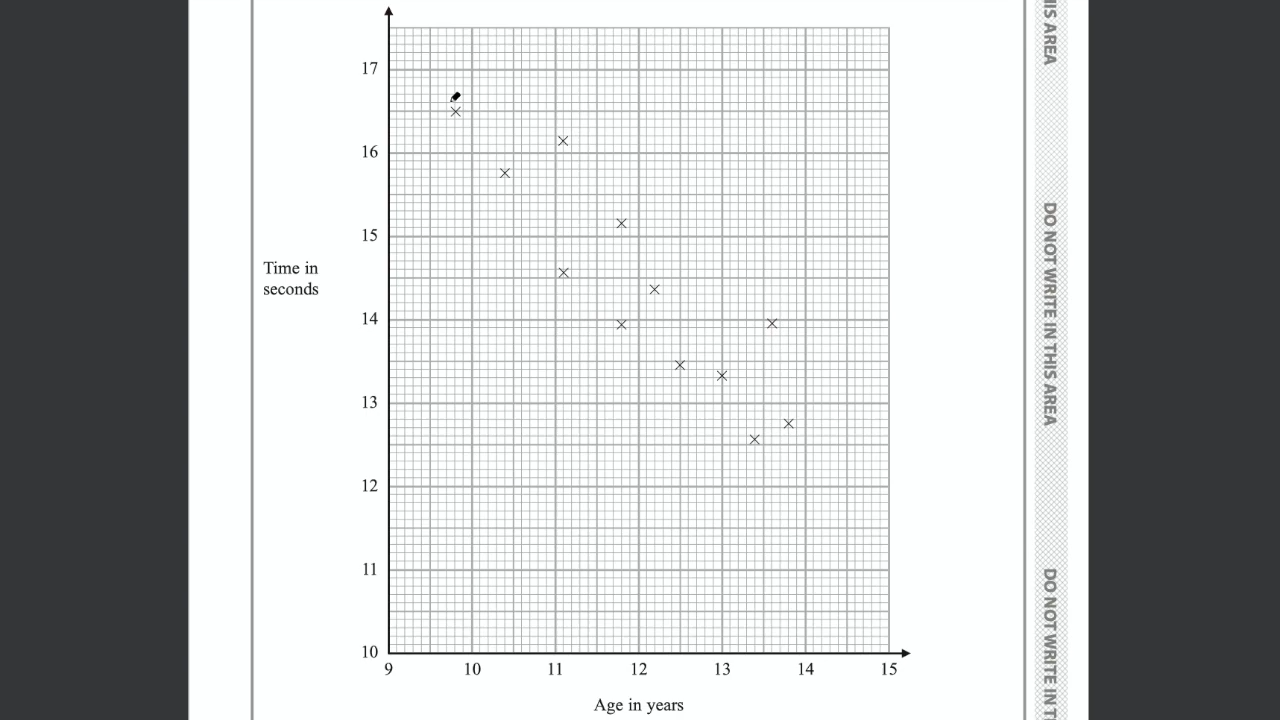 17
16
15
14
13
12
11
10
9 10 11 12 13 14 15
Time in
seconds
Age in years
IS AREA
DO NOT WRITE IN THIS AREA
DO NOT WRITE IN T